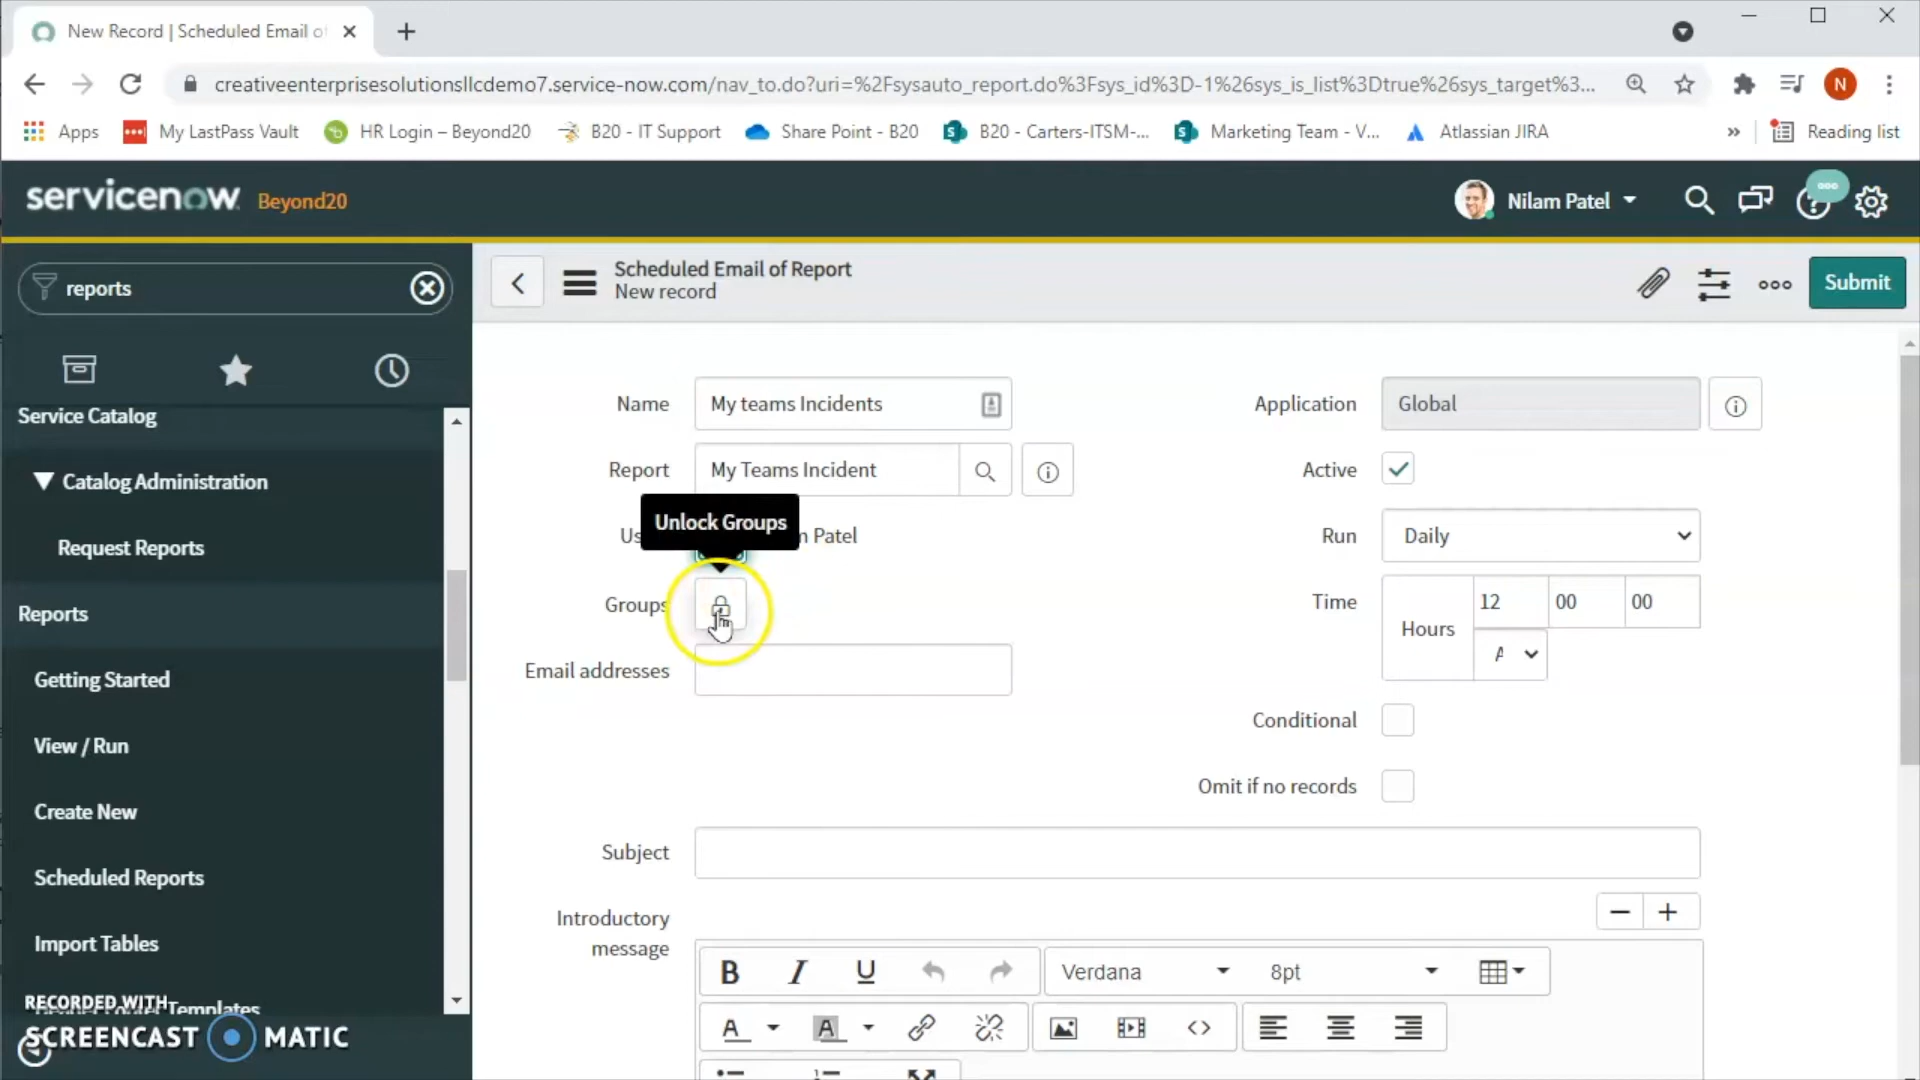 New Record | Scheduled Email of
creativeenterprisesolutionsllcdemo7.service-now.com/nav_to.do?uri=%2Fsysauto_report.do%3Fsys_id%3D-1%26sys_is_list%3Dtrue%26sys_target%3...
N
Apps My LastPass Vault HR Login – Beyond20 B20 - IT Support Share Point - B20 B20 - Carters-ITSM-... Marketing Team - V... Atlassian JIRA » Reading list
servicenow Beyond20
Nilam Patel
reports
Scheduled Email of Report
New record
Submit
Service Catalog
Catalog Administration
Request Reports
Reports
Getting Started
View / Run
Create New
Scheduled Reports
Import Tables
Templates
Name My teams Incidents
Application Global
Report My Teams Incident
Active
Unlock Groups
Us Patel
Run Daily
Groups
Time Hours 12 00 00
A
Email addresses
Conditional
Omit if no records
Subject
Introductory
message
B I U Verdana 8pt
A A
RECORDED WITH
SCREENCAST MATIC